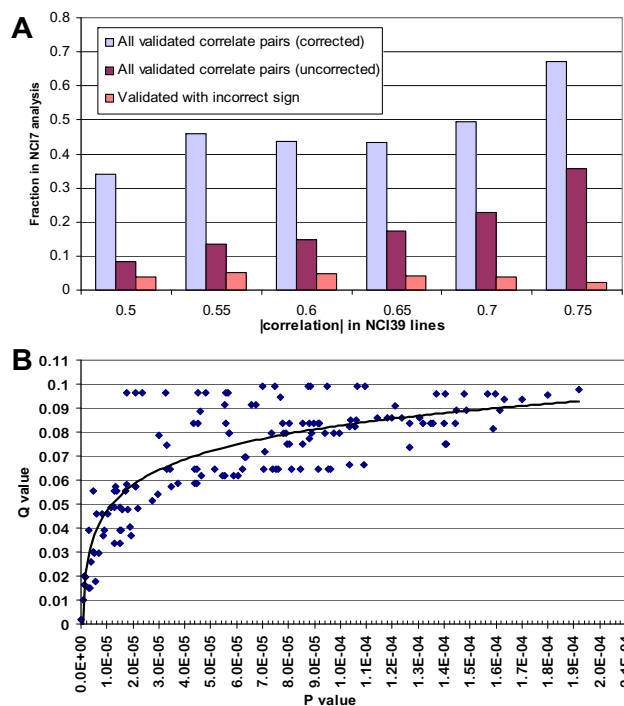 A
0.8
0.7
0.6
0.5
0.4
0.3
0.2
0.1
0
Fraction in NCI7 analysis
All validated correlate pairs (corrected)
All validated correlate pairs (uncorrected)
Validated with incorrect sign
0.5 0.55 0.6 0.65 0.7 0.75
|correlation| in NCI39 lines
B
0.11
0.1
0.09
0.08
0.07
0.06
0.05
0.04
0.03
0.02
0.01
0
Q value
0.0E+00 1.0E-05 2.0E-05 3.0E-05 4.0E-05 5.0E-05 6.0E-05 7.0E-05 8.0E-05 9.0E-05 1.0E-04 1.1E-04 1.2E-04 1.3E-04 1.4E-04 1.5E-04 1.6E-04 1.7E-04 1.8E-04 1.9E-04 2.0E-04
P value